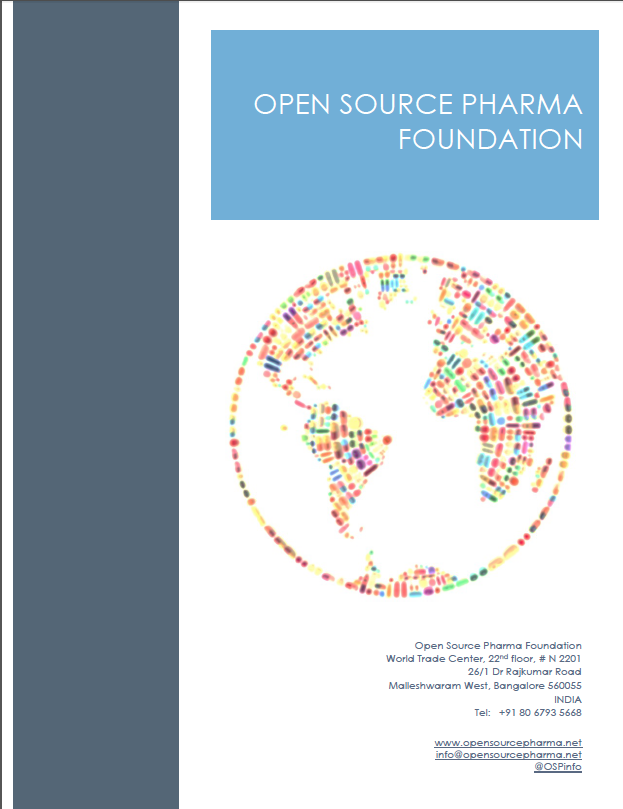 OPEN SOURCE PHARMA
FOUNDATION
Open Source Pharma Foundation
World Trade Center, 22nd floor, # N 2201
26/1 Dr Rajkumar Road
Malleshwaram West, Bangalore 560055
INDIA
Tel: +91 80 6793 5668
www.opensourcepharma.net
info@opensourcepharma.net
@OSPinfo